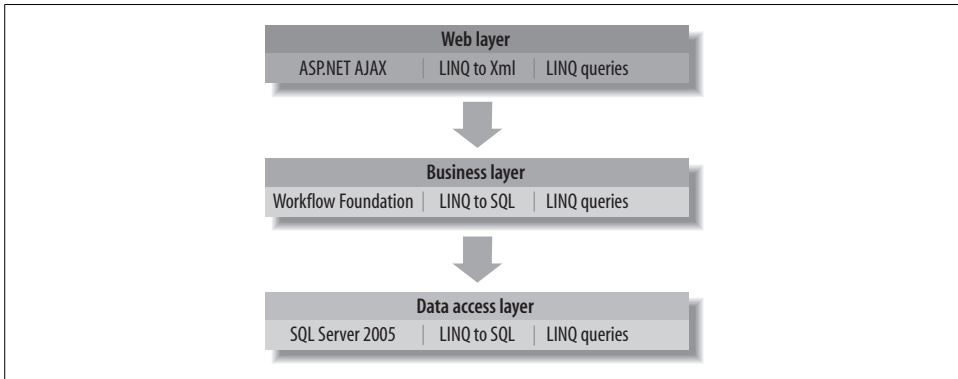 Web layer
ASP.NET AJAX | LINQ to Xml | LINQ queries
Business layer
Workflow Foundation | LINQ to SQL | LINQ queries
Data access layer
SQL Server 2005 | LINQ to SQL | LINQ queries